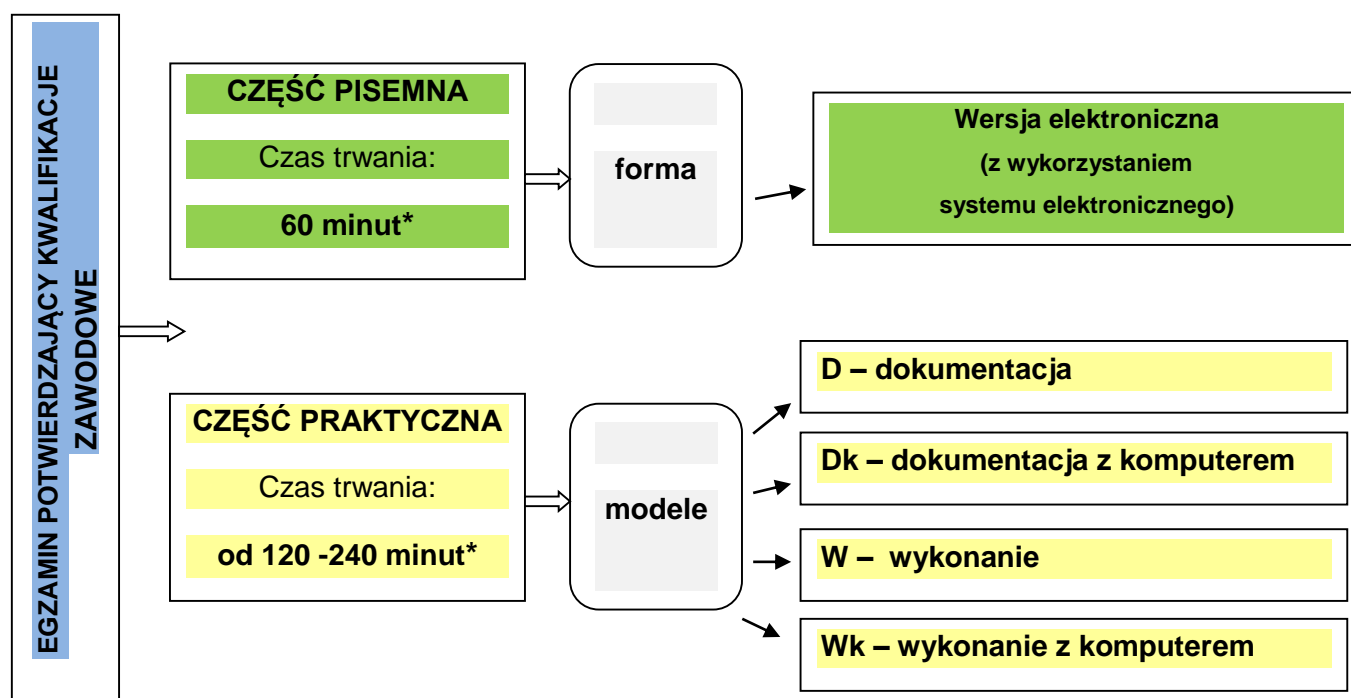 EGZAMIN POTWIERDZAJĄCY KWALIFIKACJE
ZAWODOWE
CZĘŚĆ PISEMNA
Czas trwania:
60 minut*
forma
Wersja elektroniczna
(z wykorzystaniem
systemu elektronicznego)
CZĘŚĆ PRAKTYCZNA
Czas trwania:
od 120 -240 minut*
modele
D – dokumentacja
Dk – dokumentacja z komputerem
W – wykonanie
Wk – wykonanie z komputerem